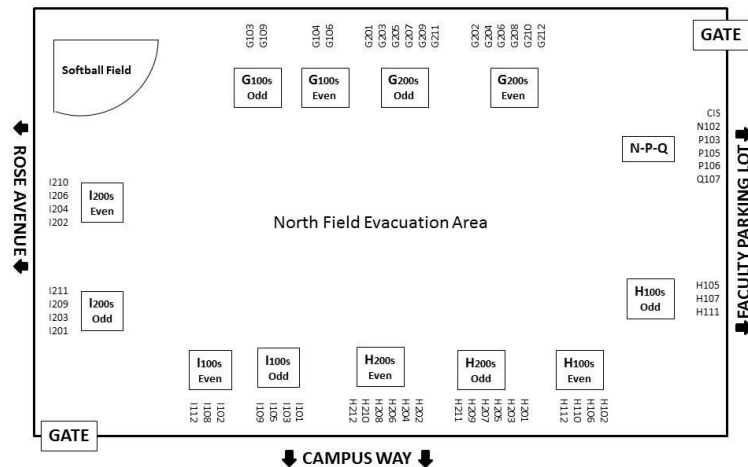 G103
G109
G104
G106
G201
G203
G205
G207
G209
G211
G202
G204
G206
G208
G210
G212
GATE
Softball Field
G100s
Odd
G100s
Even
G200s
Odd
G200s
Even
CIS
N102
P103
P105
P106
Q107
N-P-Q
ROSE AVENUE
FACULTY PARKING LOT
I210
I206
I204
I202
I200s
Even
North Field Evacuation Area
I211
I209
I203
I201
I200s
Odd
H100s
Odd
H105
H107
H111
I100s
Even
I100s
Odd
H200s
Even
H200s
Odd
H100s
Even
I112
I108
I102
I109
I105
I103
I101
H212
H210
H208
H206
H204
H202
H211
H209
H207
H205
H203
H201
H112
H110
H106
H102
GATE
CAMPUS WAY